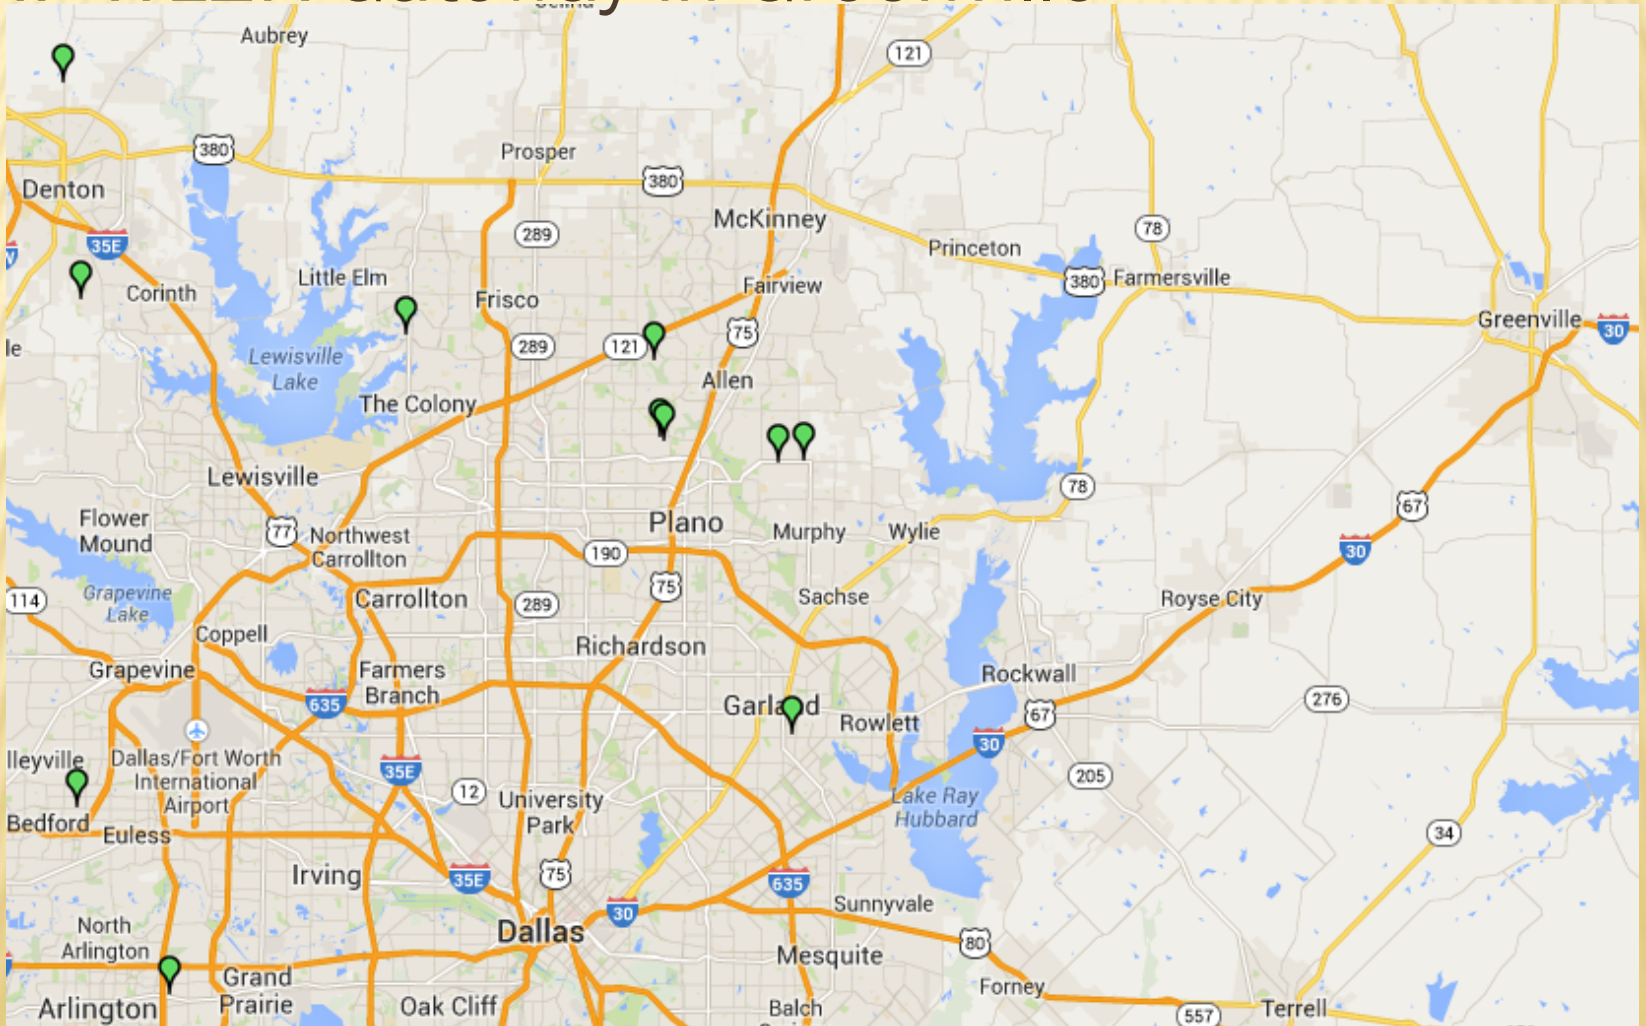 Aubrey
121
380
Prosper
380
Denton
McKinney
289
78
35E
Princeton
Little Elm
380
Farmersville
Corinth
Frisco
Fairview
Greenville
30
75
289
121
Lewisville
Lake
Allen
The Colony
Lewisville
78
67
Flower
Mound
77
Northwest
Carrollton
Plano
Murphy
Wylie
190
30
114
Grapevine
Lake
Carrollton
289
75
Sachse
Royse City
Coppell
Richardson
Grapevine
Farmers
Branch
Rockwall
635
Garland
Rowlett
67
276
30
lleyville
Dallas/Fort Worth
International
Airport
35E
12
University
Park
205
Lake Ray
Hubbard
Bedford
Euless
34
Irving
35E
75
635
30
Sunnyvale
North
Arlington
Dallas
80
Mesquite
Grand
Prairie
Forney
Arlington
Oak Cliff
Balch
557
Terrell